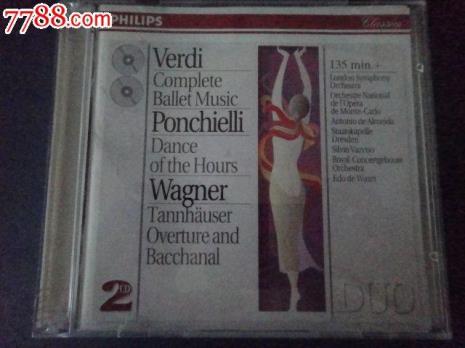 7788.com
PHILIPS
Classics
Verdi
Complete
Ballet Music
Ponchielli
Dance
of the Hours
Wagner
Tannhäuser
Overture and
Bacchanal
135 min.+
London Symphony
Orchestra
Orchestre National
de l'Opéra
de Monte-Carlo
Antonio de Almeida
Staatskapelle
Dresden
Silvio Varviso
Royal Concertgebouw
Orchestra
Edo de Waart
2
CD
DUO